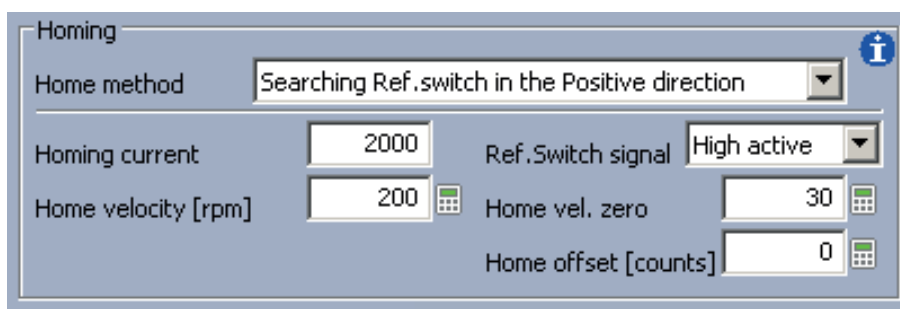 Homing
i
Home method Searching Ref.switch in the Positive direction
Homing current 2000 Ref.Switch signal High active
Home velocity [rpm] 200 Home vel. zero 30
Home offset [counts] 0